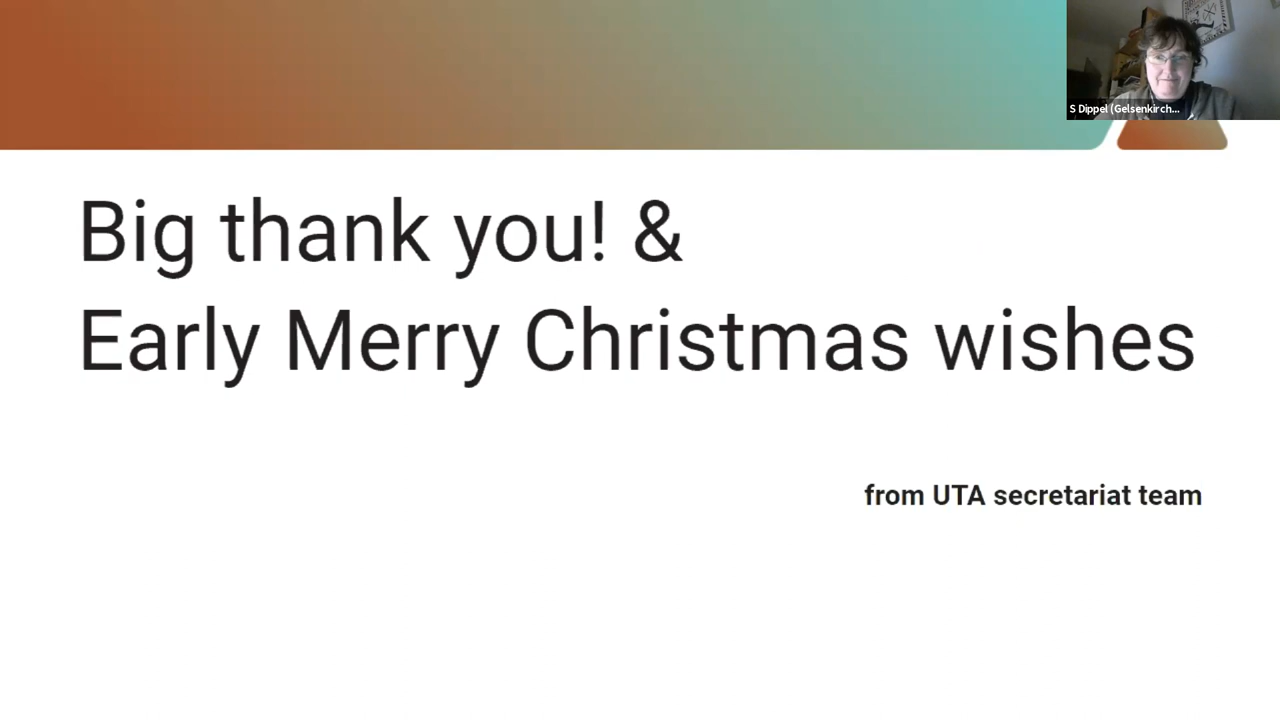 S Dippel (Gelsenkirch...
Big thank you! &
Early Merry Christmas wishes
from UTA secretariat team